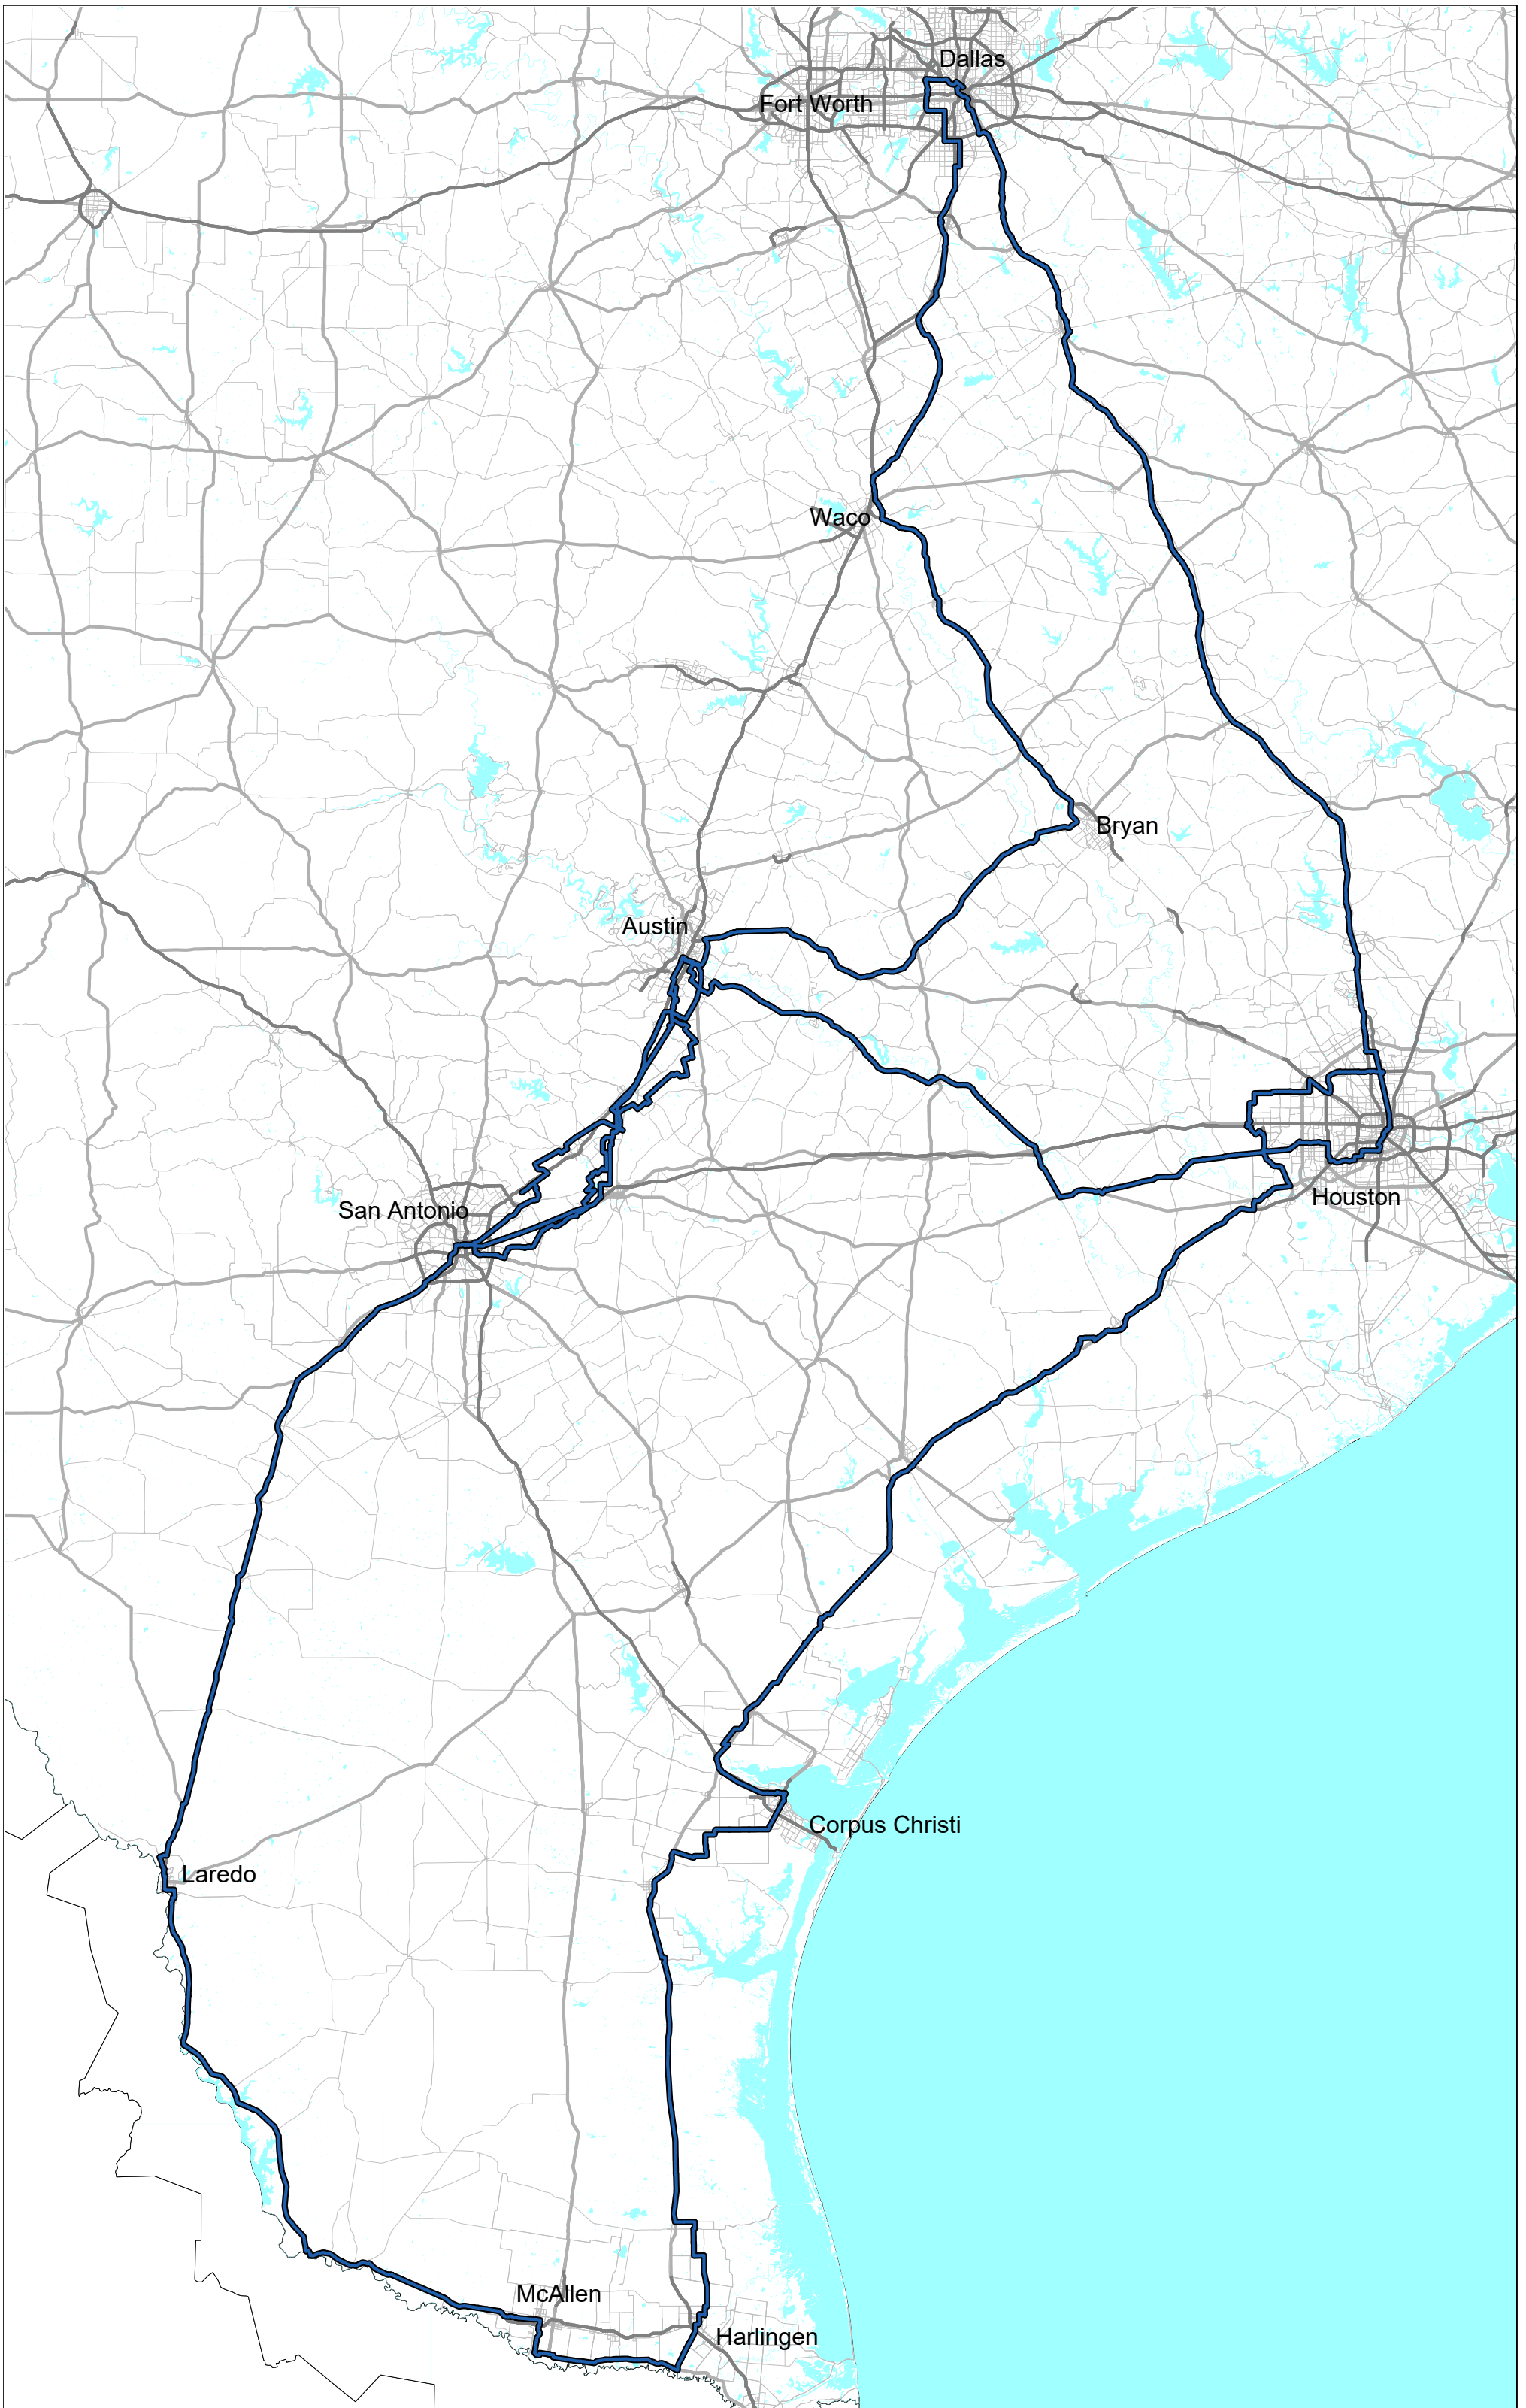 Dallas
Fort Worth
Waco
Bryan
Austin
Houston
San Antonio
Corpus Christi
Laredo
McAllen
Harlingen